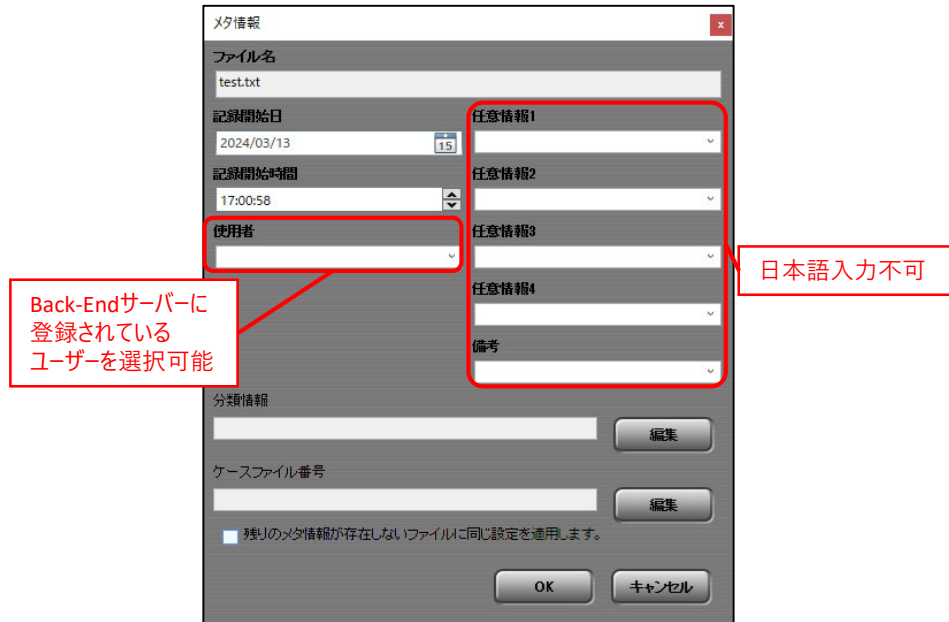 メタ情報
x
ファイル名
test.txt
記録開始日
2024/03/13
15
記録開始時間
17:00:58
使用者
任意情報1
任意情報2
任意情報3
任意情報4
備考
Back-Endサーバーに
登録されている
ユーザーを選択可能
日本語入力不可
分類情報
編集
ケースファイル番号
編集
残りのメタ情報が存在しないファイルに同じ設定を適用します。
OK
キャンセル